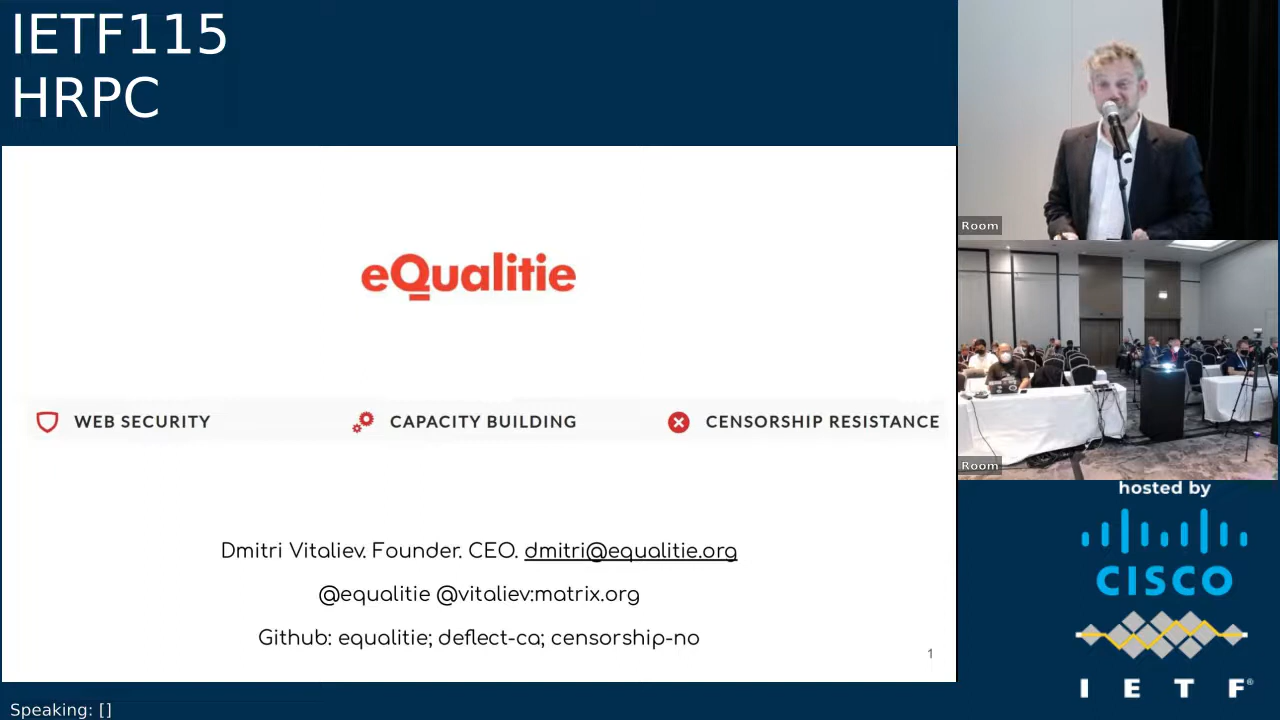 IETF115
HRPC
eQualitie
WEB SECURITY
CAPACITY BUILDING
CENSORSHIP RESISTANCE
Dmitri Vitaliev. Founder. CEO. dmitri@equalitie.org
@equalitie @vitaliev:matrix.org
Github: equalitie; deflect-ca; censorship-no
1
Room
Room
hosted by
CISCO
I E T F®
Speaking: []